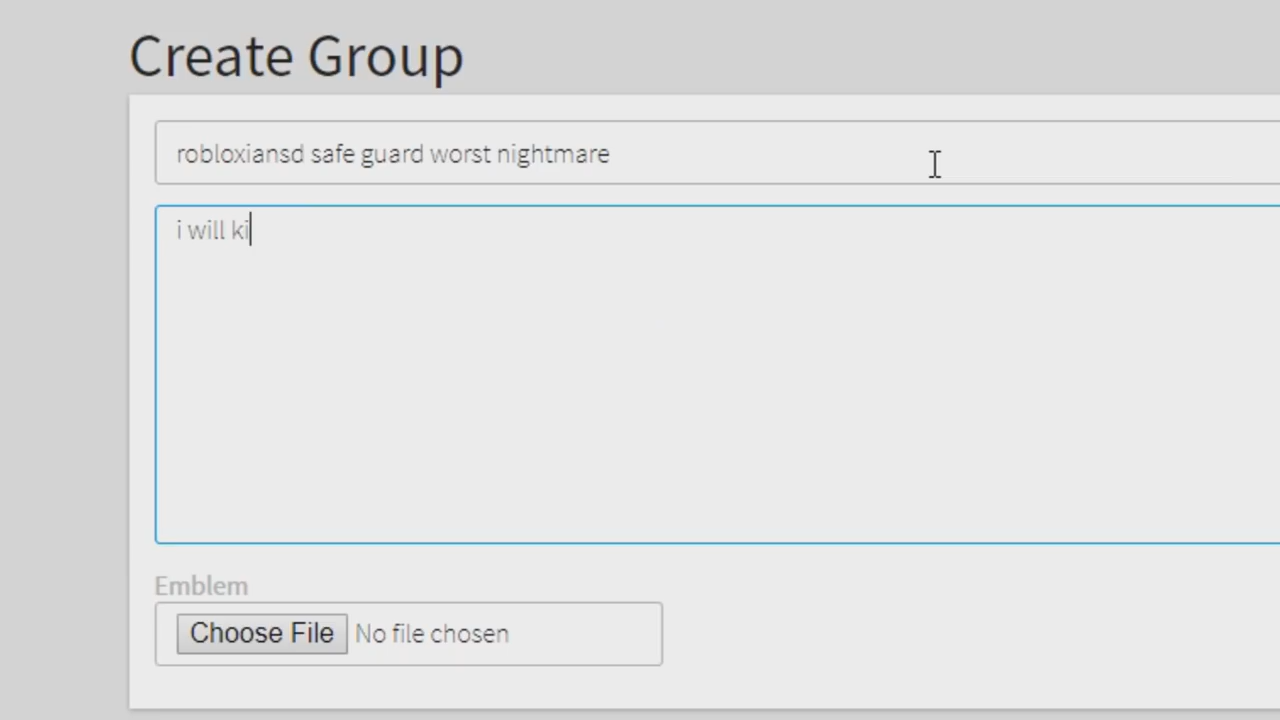 Create Group
robloxiansd safe guard worst nightmare
i will ki
Emblem
Choose File No file chosen